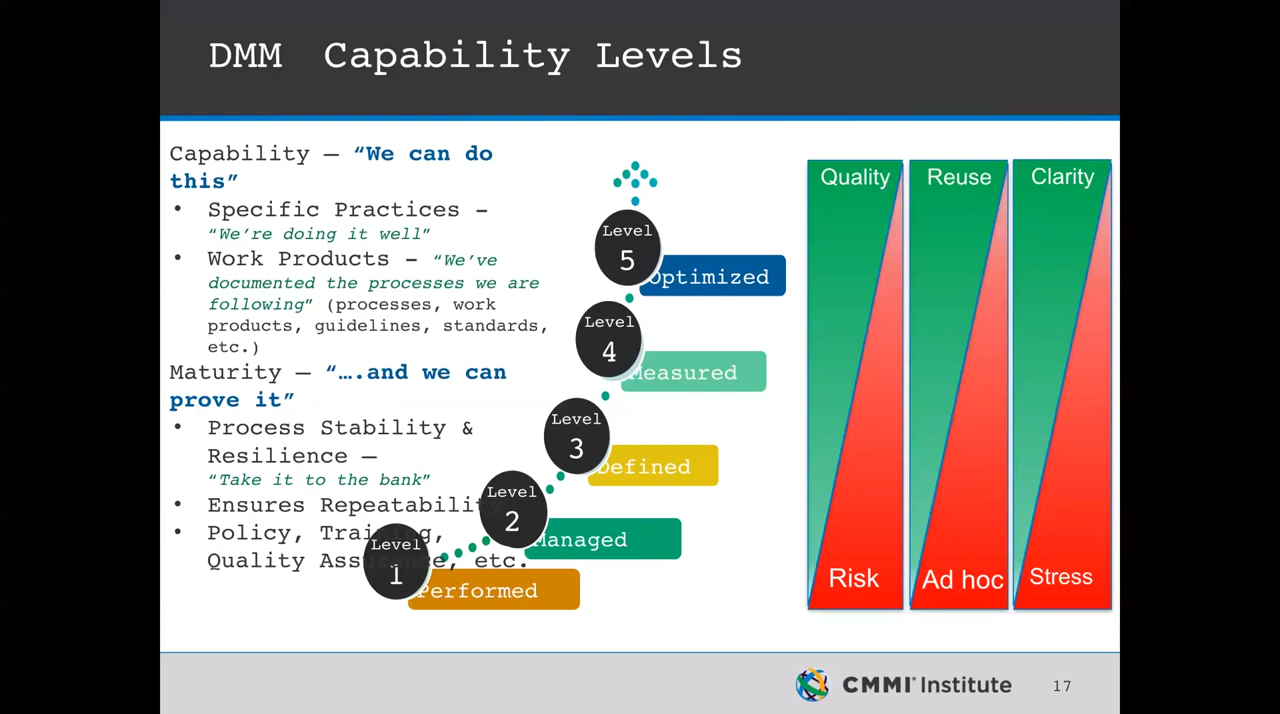 DMM  Capability Levels
Capability – “We can do
this”
• Specific Practices -
“We’re doing it well”
• Work Products - “We’ve
documented the processes we are
following” (processes, work
products, guidelines, standards,
etc.)
Maturity – “….and we can
prove it”
• Process Stability &
Resilience –
“Take it to the bank”
• Ensures Repeatability
• Policy, Training,
Quality Assurance, etc.
Level
5
Optimized
Level
4
Measured
Level
3
Defined
Level
2
Managed
Level
1
Performed
Quality
Reuse
Clarity
Risk
Ad hoc
Stress
CMMI® Institute
17